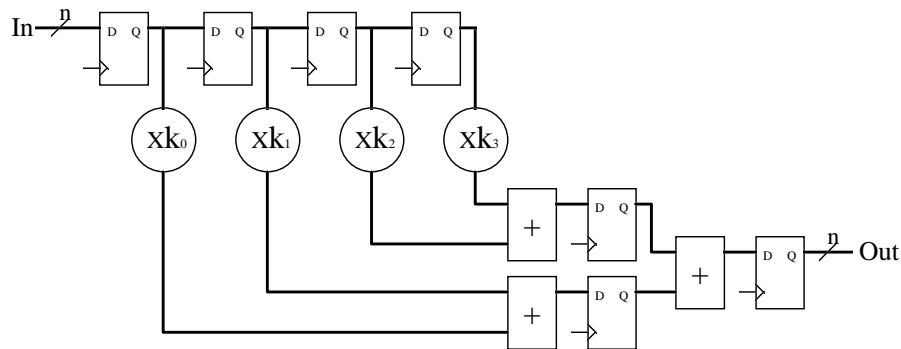 n
In
D Q D Q D Q D Q
Xk₀ Xk₁ Xk₂ Xk₃
D Q
+
n
D Q Out
+
D Q
+